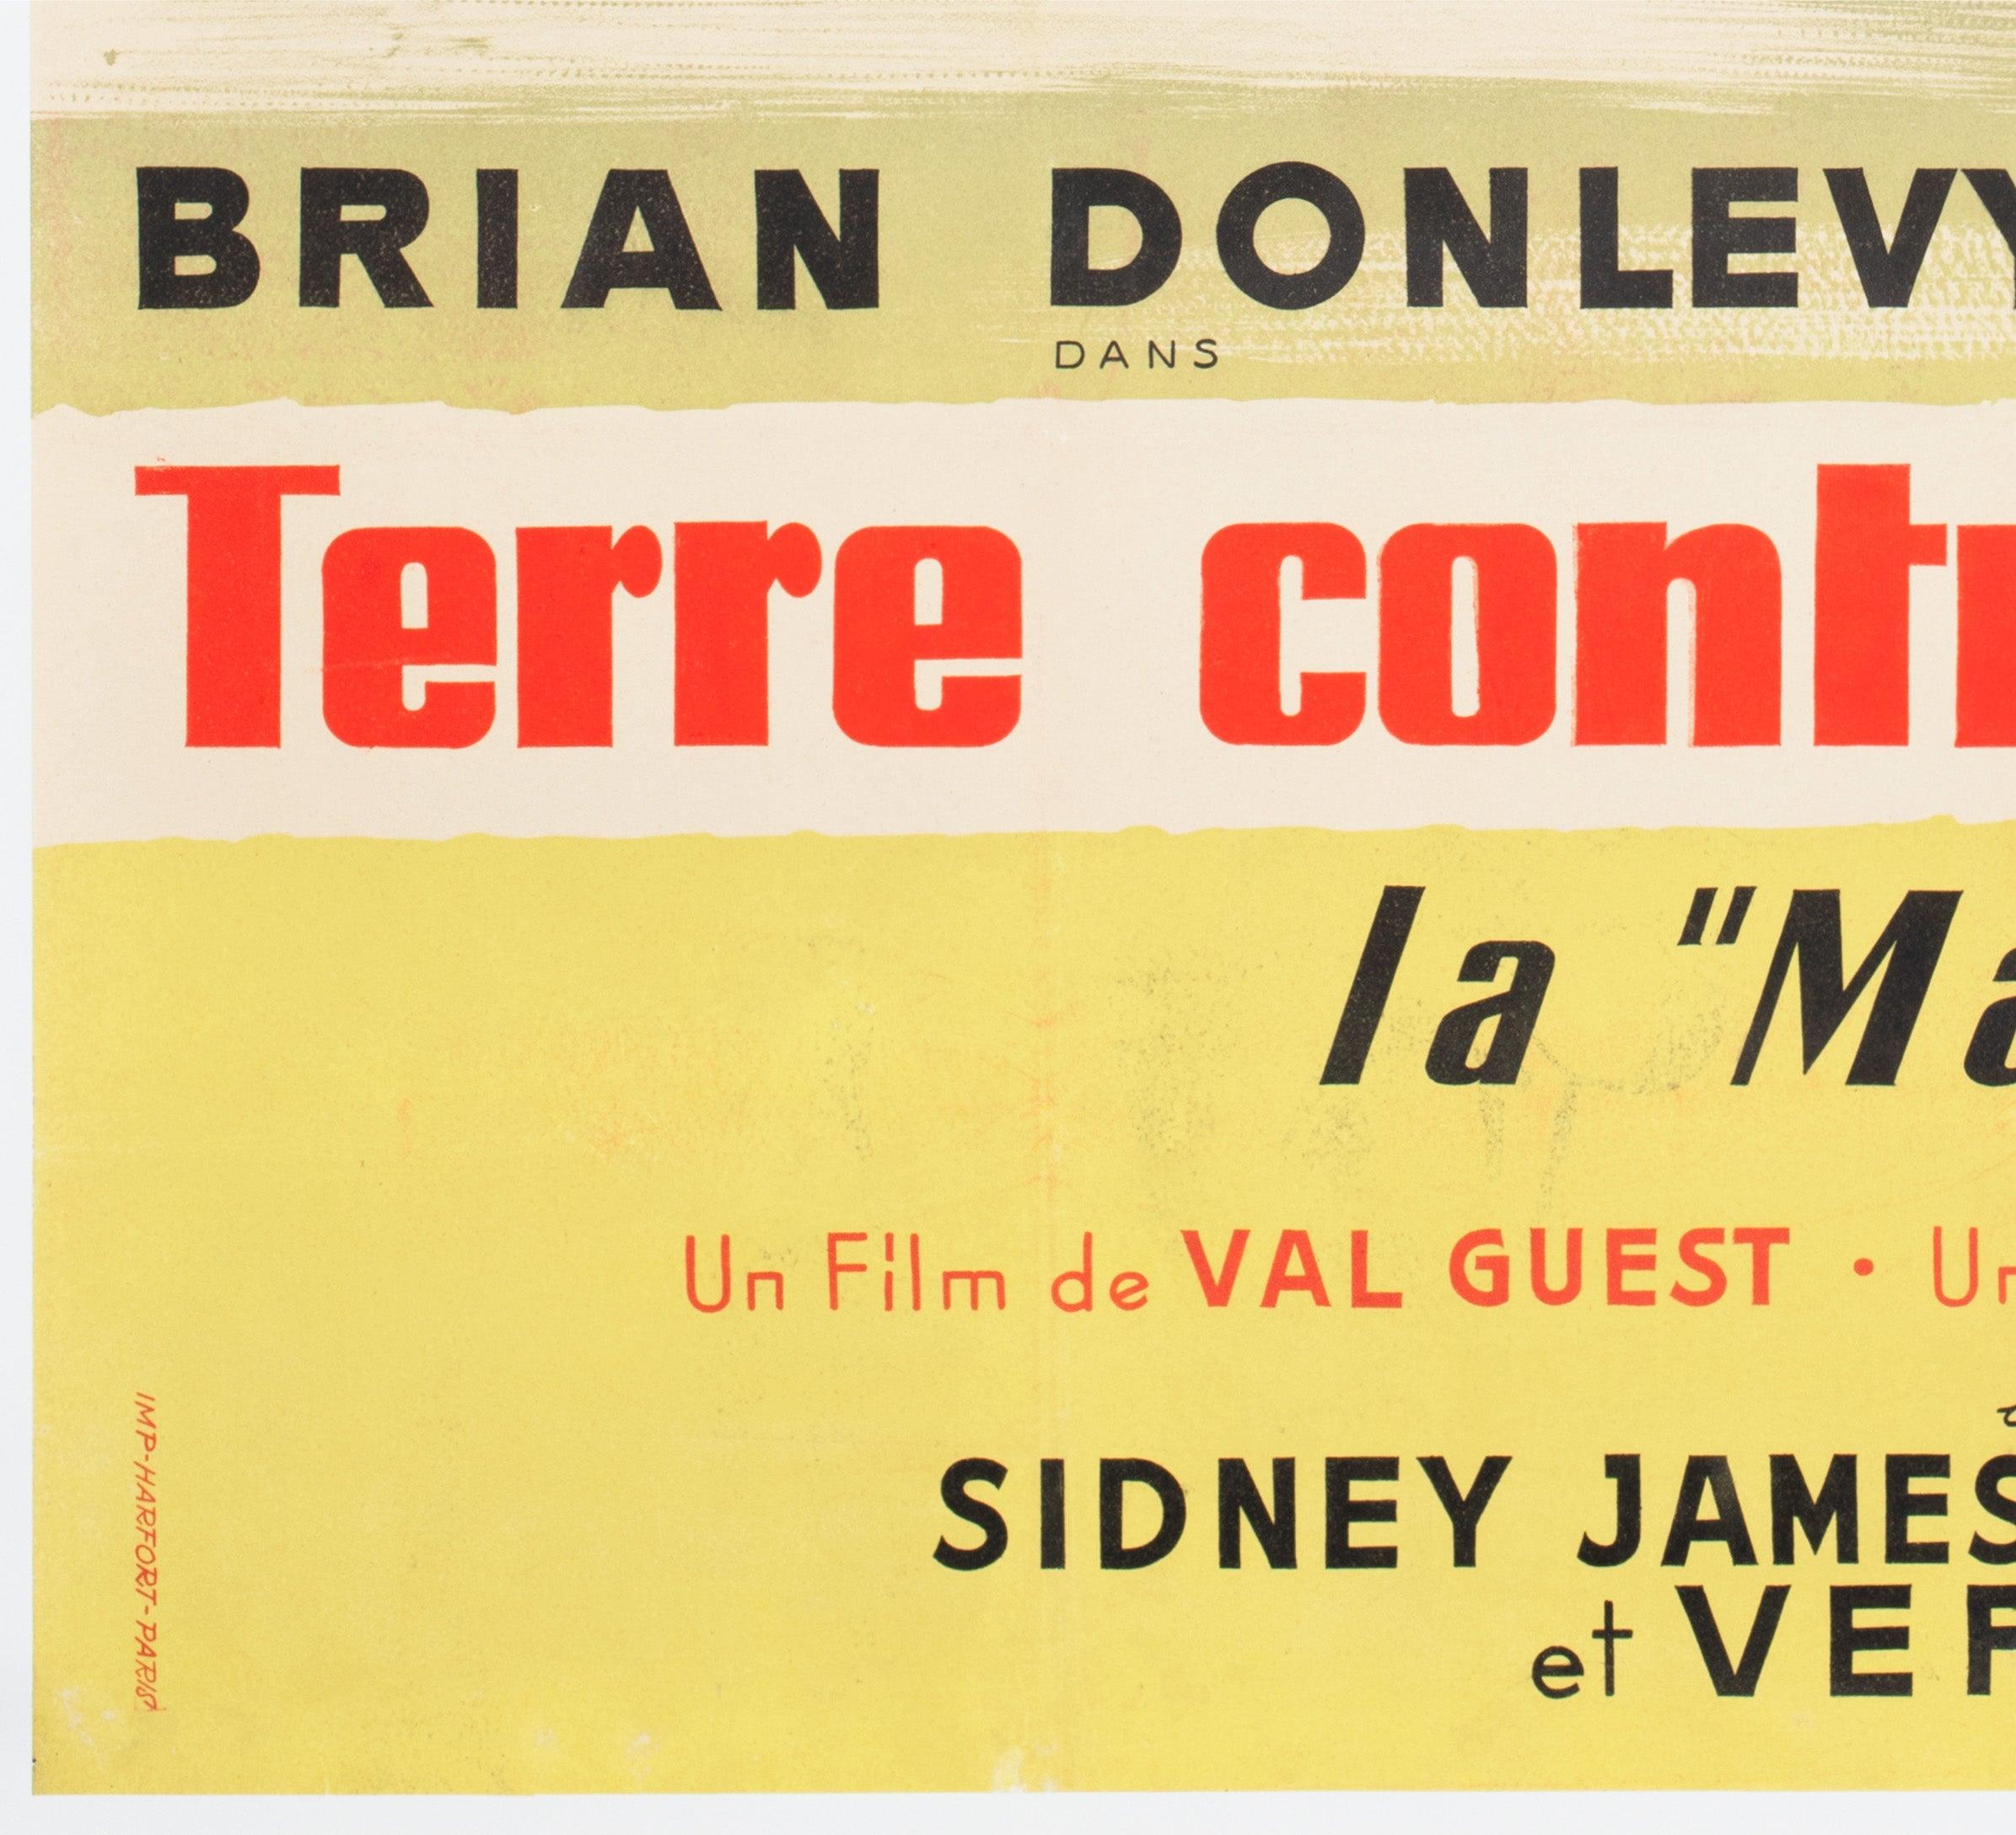 BRIAN DONLEVY
DANS
Terre contr
la "Ma
Un Film de VAL GUEST • Un
SIDNEY JAMES
et VER
IMP-HARFORT-PARIS